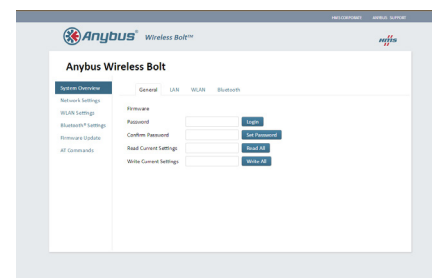 HMS CORPORATE ANYBUS SUPPORT
Anybus® Wireless Bolt™
HMS
Anybus Wireless Bolt
System Overview
Network Settings
WLAN Settings
Bluetooth® Settings
Firmware Update
AT Commands
General LAN WLAN Bluetooth
Firmware
Password Login
Confirm Password Set Password
Read Current Settings Read All
Write Current Settings Write All